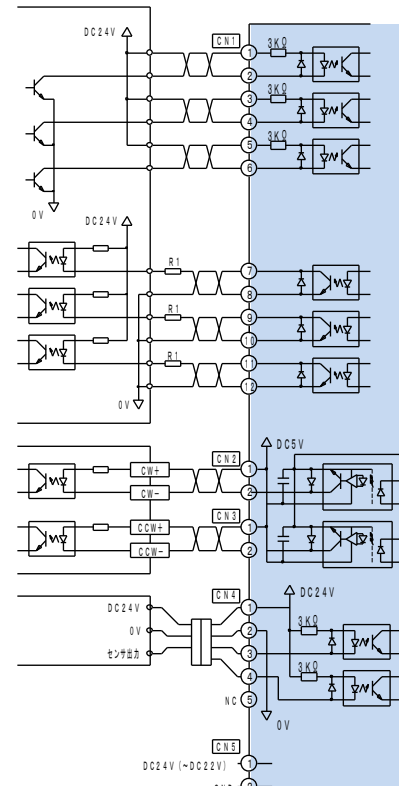 DC24V
CN1
1
3KΩ
2
3
3KΩ
4
5
3KΩ
6
0V
DC24V
R1
7
8
R1
9
10
R1
11
12
0V
DC5V
CN2
CW+
1
CW-
2
CN3
CCW+
1
CCW-
2
CN4
DC24V
DC24V
1
3KΩ
0V
2
センサ出力
3
3KΩ
4
NC
5
0V
CN5
DC24V(~DC22V)
1